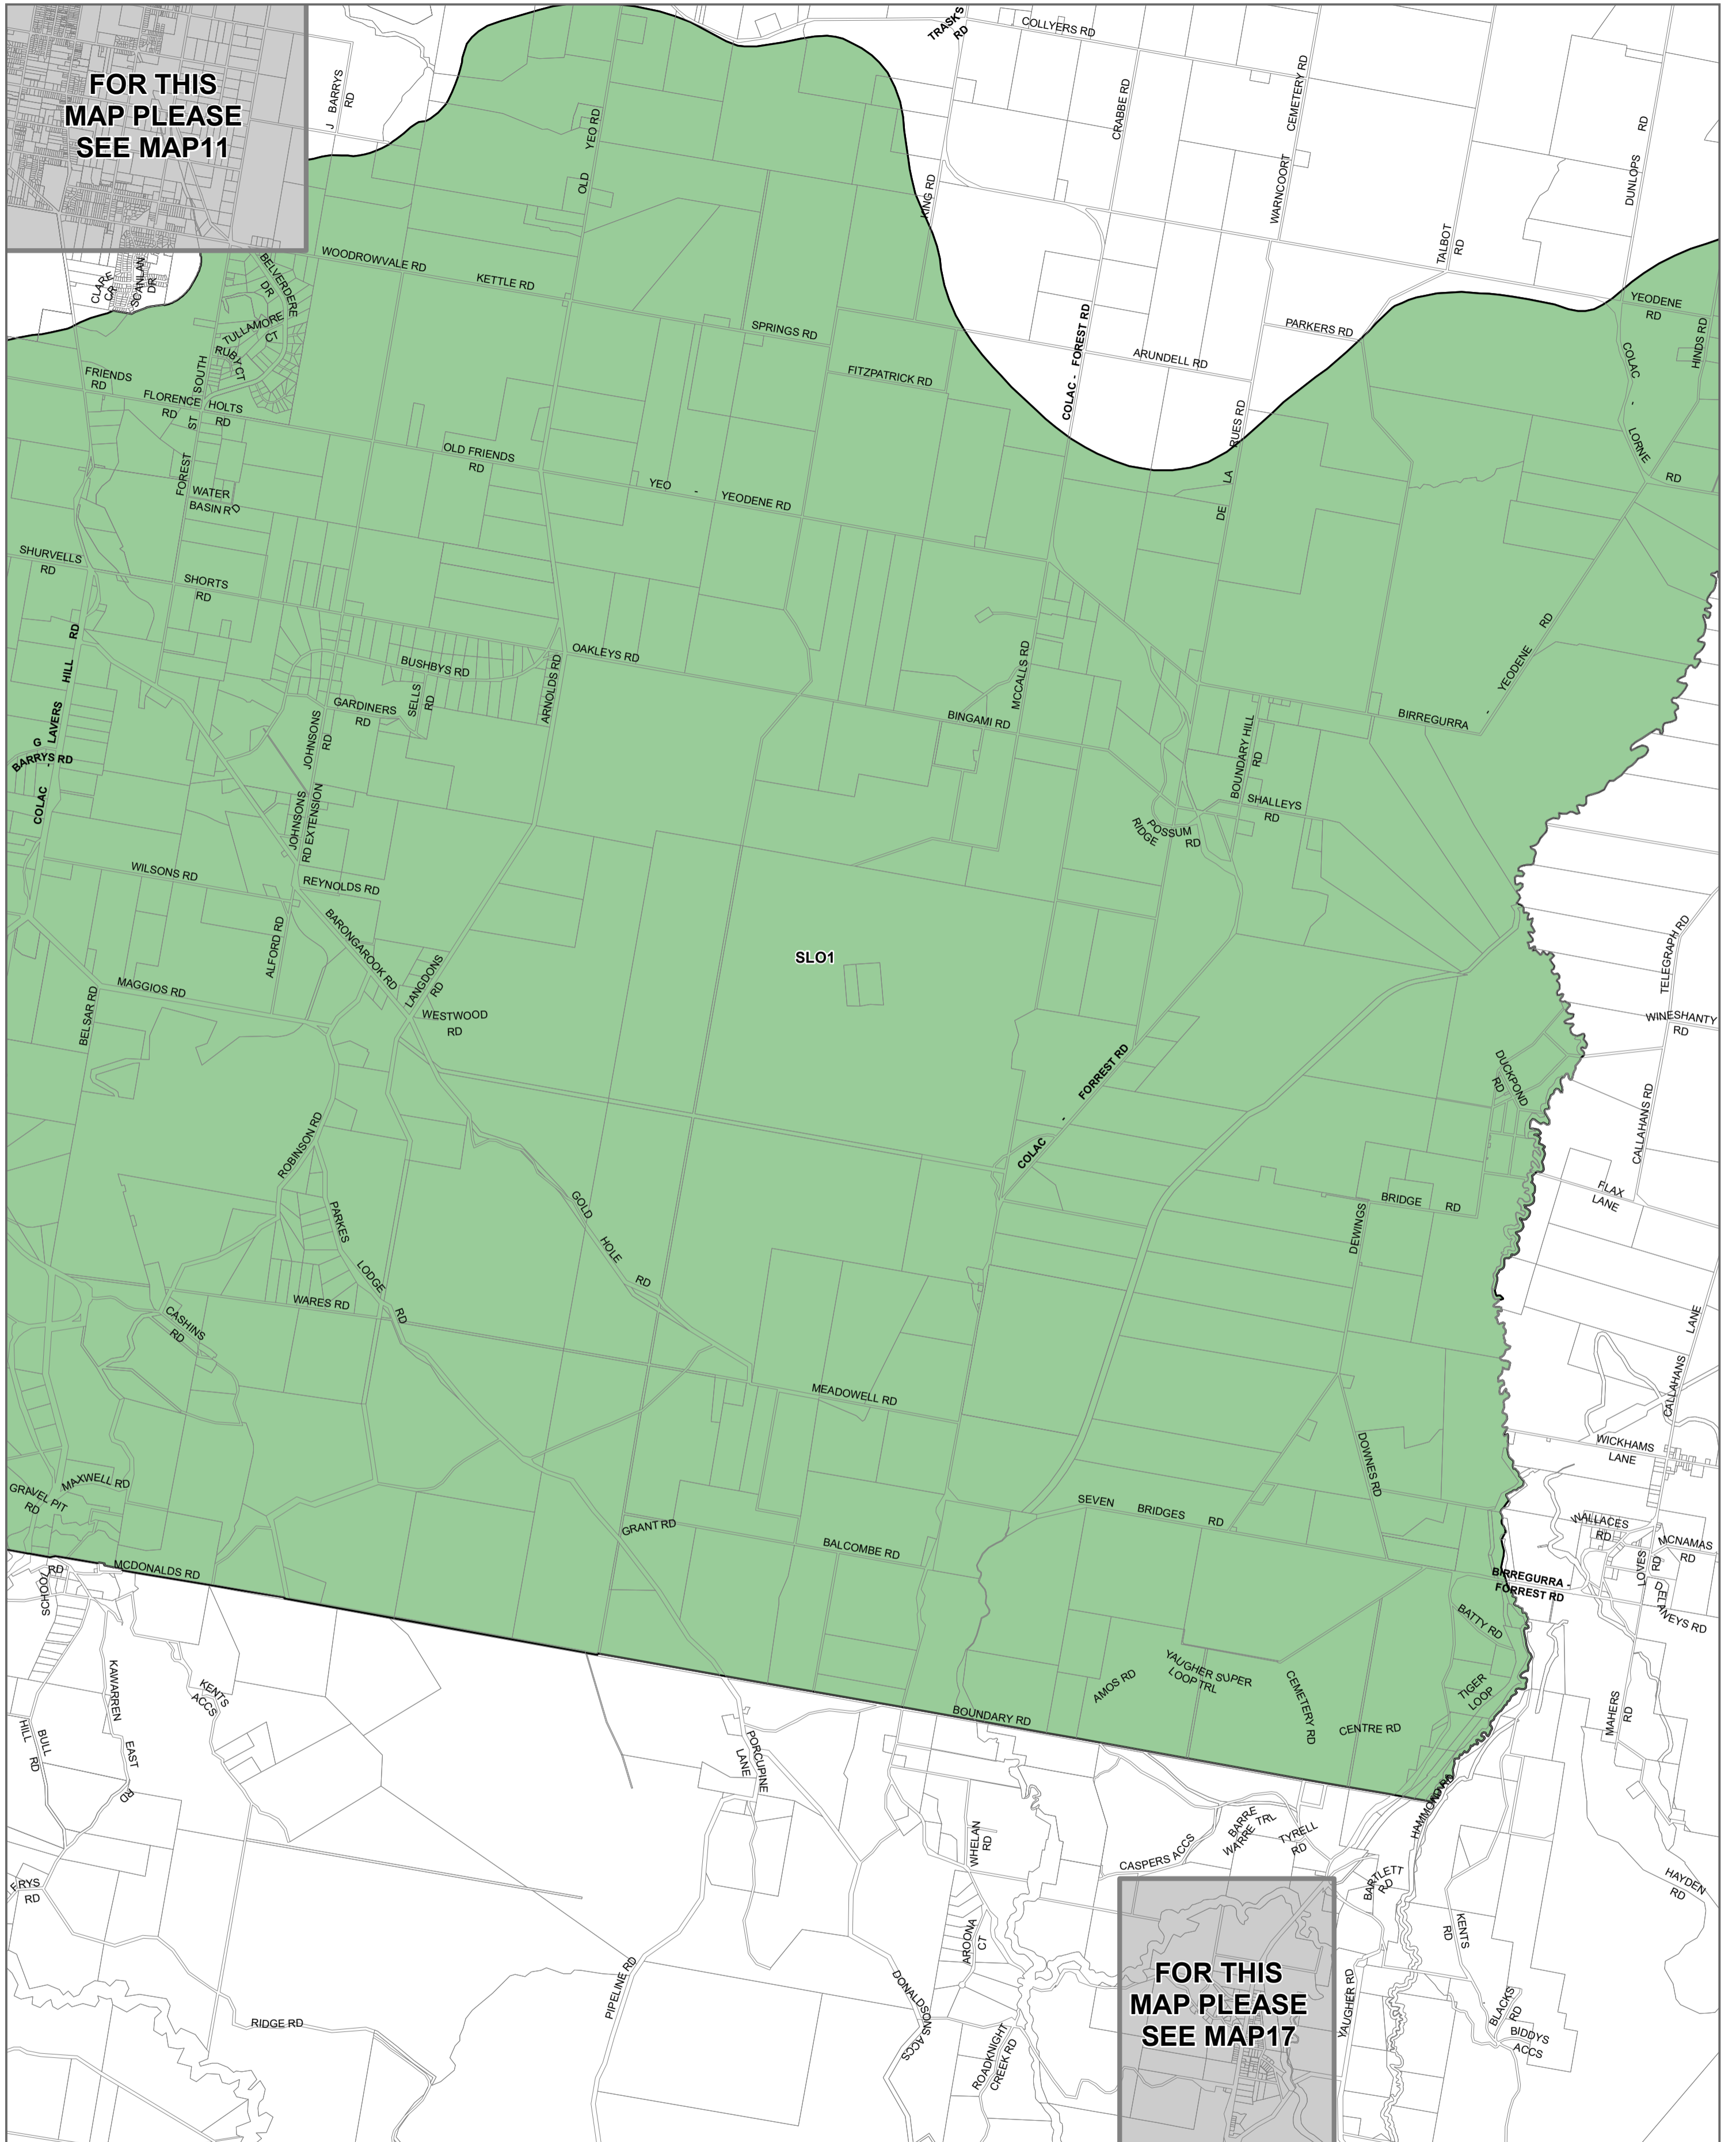 FOR THIS
MAP PLEASE
SEE MAP11
J BARRYS
RD
YEO RD
OLD
TRASKS
RD
COLLYERS RD
CRABBE RD
CEMETERY RD
WARNCOORT
DUNLOPS
RD
TALBOT
RD
KING RD
CLARE
CR
SCANLAN
DR
BELVERDERE
DR
WOODROWVALE RD
KETTLE RD
SPRINGS RD
TULLAMORE
CT
RUBY CT
COLAC - FOREST RD
PARKERS RD
YEODENE
RD
HINDS RD
ARUNDELL RD
FITZPATRICK RD
FRIENDS
RD
FLORENCE
RD
HOLTS
RD
FOREST
ST
SOUTH
COLAC
-
LORNE
RD
DE
LA
RUES RD
OLD FRIENDS
RD
YEO
-
YEODENE RD
WATER
BASIN RD
SHURVELLS
RD
SHORTS
RD
BUSHBYS RD
OAKLEYS RD
SELLS
RD
ARNOLDS RD
GARDINERS
RD
MCCALLS RD
BINGAMI RD
BIRREGURRA
-
YEODENE
RD
COLAC
-
LAVERS
HILL
RD
G
BARRYS RD
JOHNSONS
RD
JOHNSONS
RD EXTENSION
BOUNDARY HILL
RD
SHALLEYS
RD
POSSUM
RIDGE
RD
WILSONS RD
REYNOLDS RD
BARONGAROOK RD
ALFORD RD
LANGDONS
RD
WESTWOOD
RD
MAGGIOS RD
BELSAR RD
SLO1
TELEGRAPH RD
WINESHANTY
RD
DUCKPOND
RD
CALLAHANS RD
FLAX
LANE
COLAC
-
FORREST RD
ROBINSON RD
PARKES
LODGE
RD
GOLD
HOLE
RD
BRIDGE
RD
DEWINGS
WARES RD
CASHINS
RD
CALLAHANS
LANE
MEADOWELL RD
DOWNES RD
WICKHAMS
LANE
MAXWELL RD
GRAVEL PIT
RD
SEVEN
BRIDGES
RD
WALLACES
RD
MCNAMAS
RD
LOVES
RD
DELANEYS RD
GRANT RD
BALCOMBE RD
BIRREGURRA -
FORREST RD
MCDONALDS RD
SCHOOL
RD
BATTY RD
YAUGHER SUPER
LOOP TRL
AMOS RD
TIGER
LOOP
CEMETERY RD
CENTRE RD
BOUNDARY RD
MAHERS
RD
KAWARREN
EAST
RD
KENTS
ACCS
BULL
HILL
RD
PORCUPINE
LANE
WHELAN
RD
CASPERS ACCS
BARRE
WARRE TRL
TYRELL
RD
BARTLETT
RD
HAYDEN
RD
FRYS
RD
AROONA
CT
KENTS
RD
FOR THIS
MAP PLEASE
SEE MAP17
YAUGHER RD
PIPELINE RD
DONALDSONS ACCS
RIDGE RD
ROADKNIGHT
CREEK RD
BLACKS
RD
BIDDYS
ACCS